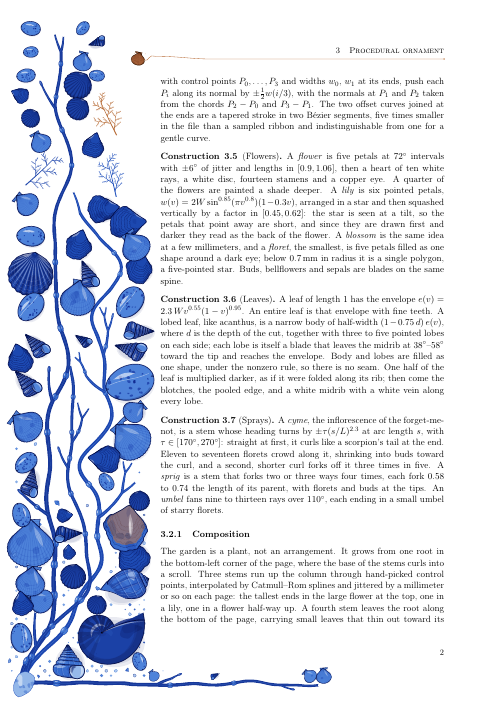 3 Procedural ornament
with control points P₀, . . . , P₃ and widths w₀, w₁ at its ends, push each
Pᵢ along its normal by ±½w(i/3), with the normals at P₁ and P₂ taken
from the chords P₂ − P₀ and P₃ − P₁. The two offset curves joined at
the ends are a tapered stroke in two Bézier segments, five times smaller
in the file than a sampled ribbon and indistinguishable from one for a
gentle curve.
Construction 3.5 (Flowers). A flower is five petals at 72° intervals
with ±6° of jitter and lengths in [0.9, 1.06], then a heart of ten white
rays, a white disc, fourteen stamens and a copper eye. A quarter of
the flowers are painted a shade deeper. A lily is six pointed petals,
w(v) = 2W sin^0.85(πv^0.8)(1−0.3v), arranged in a star and then squashed
vertically by a factor in [0.45, 0.62]: the star is seen at a tilt, so the
petals that point away are short, and since they are drawn first and
darker they read as the back of the flower. A blossom is the same idea
at a few millimeters, and a floret, the smallest, is five petals filled as one
shape around a dark eye; below 0.7 mm in radius it is a single polygon,
a five-pointed star. Buds, bellflowers and sepals are blades on the same
spine.
Construction 3.6 (Leaves). A leaf of length 1 has the envelope e(v) =
2.3 W v^0.55(1 − v)^0.95. An entire leaf is that envelope with fine teeth. A
lobed leaf, like acanthus, is a narrow body of half-width (1−0.75 d) e(v),
where d is the depth of the cut, together with three to five pointed lobes
on each side; each lobe is itself a blade that leaves the midrib at 38°–58°
toward the tip and reaches the envelope. Body and lobes are filled as
one shape, under the nonzero rule, so there is no seam. One half of the
leaf is multiplied darker, as if it were folded along its rib; then come the
blotches, the pooled edge, and a white midrib with a white vein along
every lobe.
Construction 3.7 (Sprays). A cyme, the inflorescence of the forget-me-
not, is a stem whose heading turns by ±τ(s/L)^2.3 at arc length s, with
τ ∈ [170°, 270°]: straight at first, it curls like a scorpion's tail at the end.
Eleven to seventeen florets crowd along it, shrinking into buds toward
the curl, and a second, shorter curl forks off it three times in five. A
sprig is a stem that forks two or three ways four times, each fork 0.58
to 0.74 the length of its parent, with florets and buds at the tips. An
umbel fans nine to thirteen rays over 110°, each ending in a small umbel
of starry florets.
3.2.1 Composition
The garden is a plant, not an arrangement. It grows from one root in
the bottom-left corner of the page, where the base of the stems curls into
a scroll. Three stems run up the column through hand-picked control
points, interpolated by Catmull–Rom splines and jittered by a millimeter
or so on each page: the tallest ends in the large flower at the top, one in
a lily, one in a flower half-way up. A fourth stem leaves the root along
the bottom of the page, carrying small leaves that thin out toward its
2